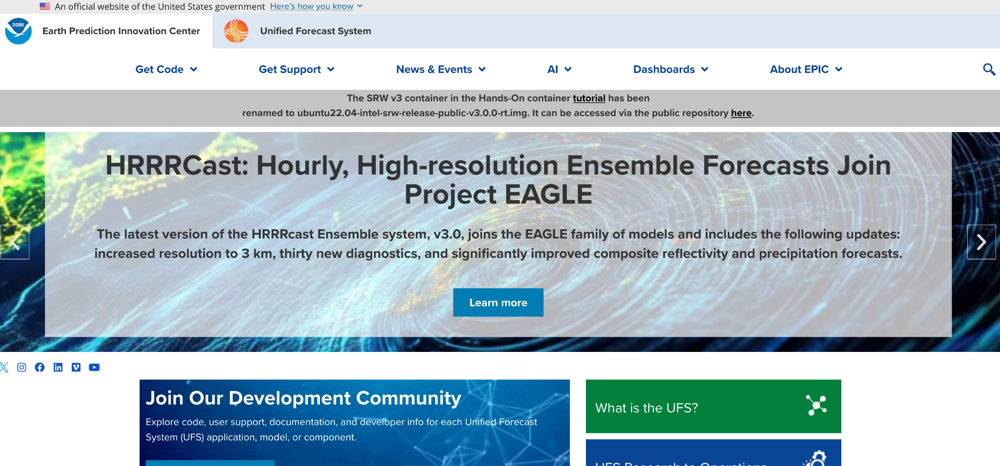 An official website of the United States government Here's how you know
NOAA
Earth Prediction Innovation Center
Unified Forecast System
Get Code
Get Support
News & Events
AI
Dashboards
About EPIC
The SRW v3 container in the Hands-On container tutorial has been
renamed to ubuntu22.04-intel-srw-release-public-v3.0.0-rt.img. It can be accessed via the public repository here.
HRRRCast: Hourly, High-resolution Ensemble Forecasts Join
Project EAGLE
The latest version of the HRRRcast Ensemble system, v3.0, joins the EAGLE family of models and includes the following updates:
increased resolution to 3 km, thirty new diagnostics, and significantly improved composite reflectivity and precipitation forecasts.
Learn more
Join Our Development Community
Explore code, user support, documentation, and developer info for each Unified Forecast
System (UFS) application, model, or component.
What is the UFS?
UFS Research to Operations